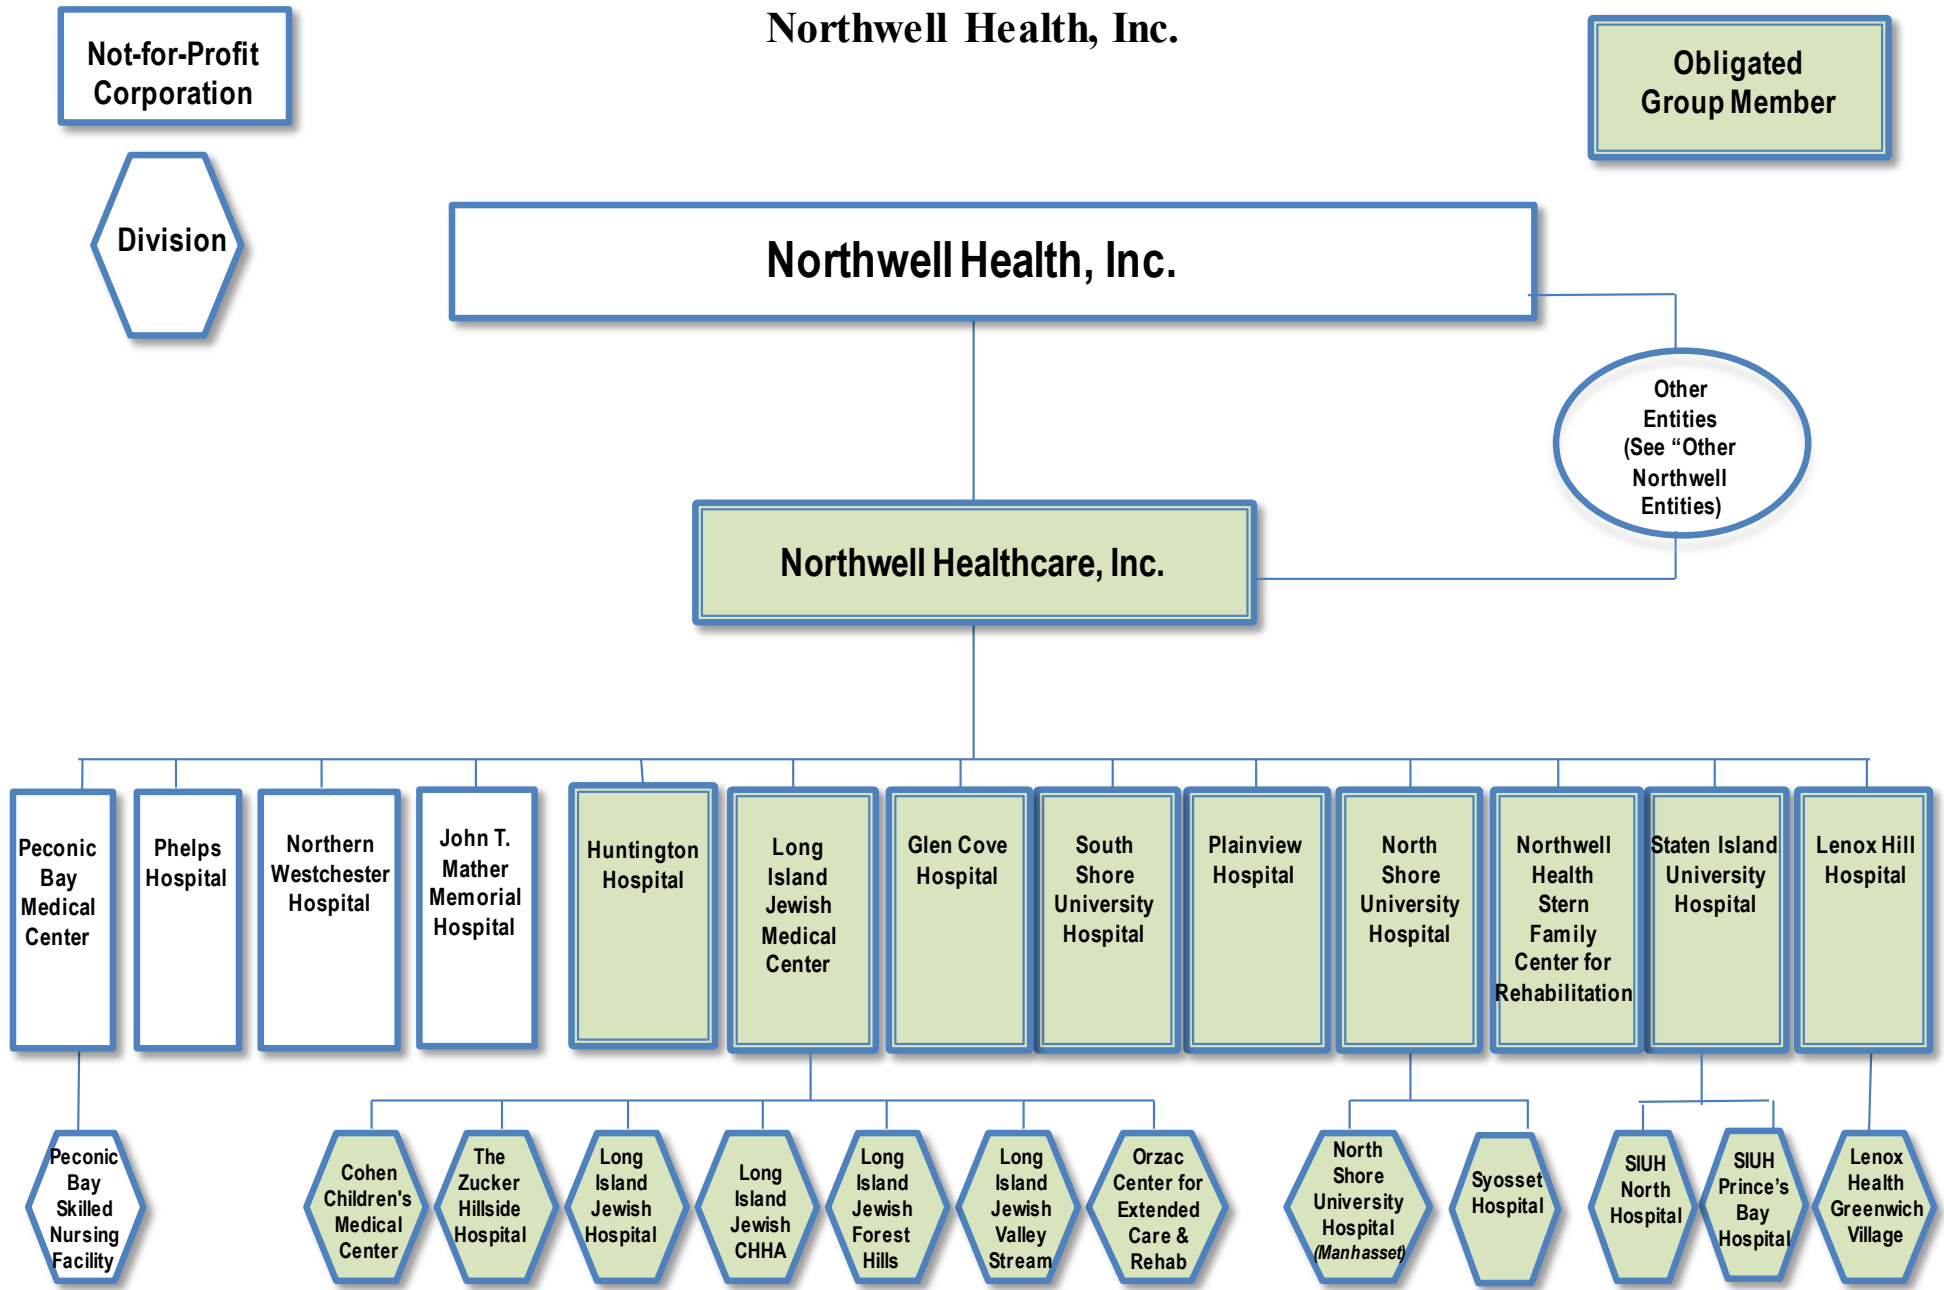 Northwell Health, Inc.
Not-for-Profit
Corporation
Obligated
Group Member
Division
Northwell Health, Inc.
Other
Entities
(See “Other
Northwell
Entities)
Northwell Healthcare, Inc.
Peconic
Bay
Medical
Center
Phelps
Hospital
Northern
Westchester
Hospital
John T.
Mather
Memorial
Hospital
Huntington
Hospital
Long
Island
Jewish
Medical
Center
Glen Cove
Hospital
South
Shore
University
Hospital
Plainview
Hospital
North
Shore
University
Hospital
Northwell
Health
Stern
Family
Center for
Rehabilitation
Staten Island
University
Hospital
Lenox Hill
Hospital
Peconic
Bay
Skilled
Nursing
Facility
Cohen
Children's
Medical
Center
The
Zucker
Hillside
Hospital
Long
Island
Jewish
Hospital
Long
Island
Jewish
CHHA
Long
Island
Jewish
Forest
Hills
Long
Island
Jewish
Valley
Stream
Orzac
Center for
Extended
Care &
Rehab
North
Shore
University
Hospital
(Manhasset)
Syosset
Hospital
SIUH
North
Hospital
SIUH
Prince’s
Bay
Hospital
Lenox
Health
Greenwich
Village